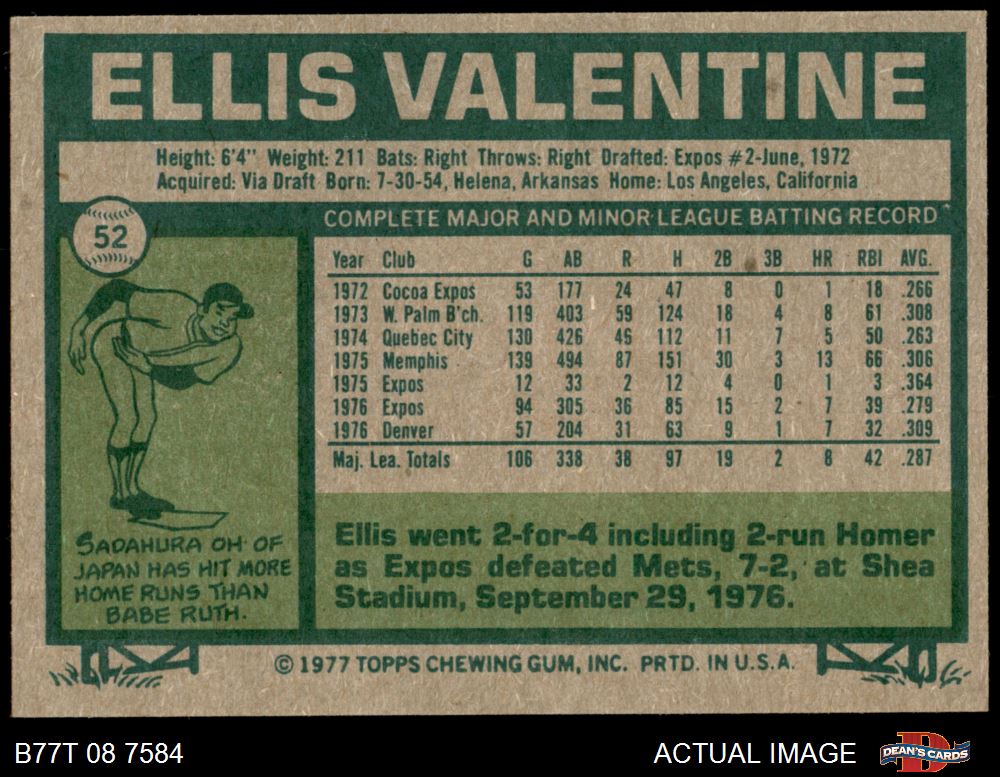 ELLIS VALENTINE
Height: 6'4" Weight: 211 Bats: Right Throws: Right Drafted: Expos #2-June, 1972
Acquired: Via Draft Born: 7-30-54, Helena, Arkansas Home: Los Angeles, California
52
COMPLETE MAJOR AND MINOR LEAGUE BATTING RECORD
Year Club G AB R H 2B 3B HR RBI AVG.
1972 Cocoa Expos 53 177 24 47 8 0 1 18 .266
1973 W. Palm B'ch. 119 403 59 124 18 4 8 61 .308
1974 Quebec City 130 426 45 112 11 7 5 50 .263
1975 Memphis 139 494 87 151 30 3 13 66 .306
1975 Expos 12 33 2 12 4 0 1 3 .364
1976 Expos 94 305 36 85 15 2 7 39 .279
1976 Denver 57 204 31 63 9 1 7 32 .309
Maj. Lea. Totals 106 338 38 97 19 2 8 42 .287
SADAHURA OH OF
JAPAN HAS HIT MORE
HOME RUNS THAN
BABE RUTH.
Ellis went 2-for-4 including 2-run Homer
as Expos defeated Mets, 7-2, at Shea
Stadium, September 29, 1976.
© 1977 TOPPS CHEWING GUM, INC. PRTD. IN U.S.A.
B77T 08 7584
ACTUAL IMAGE
DEAN'S CARDS